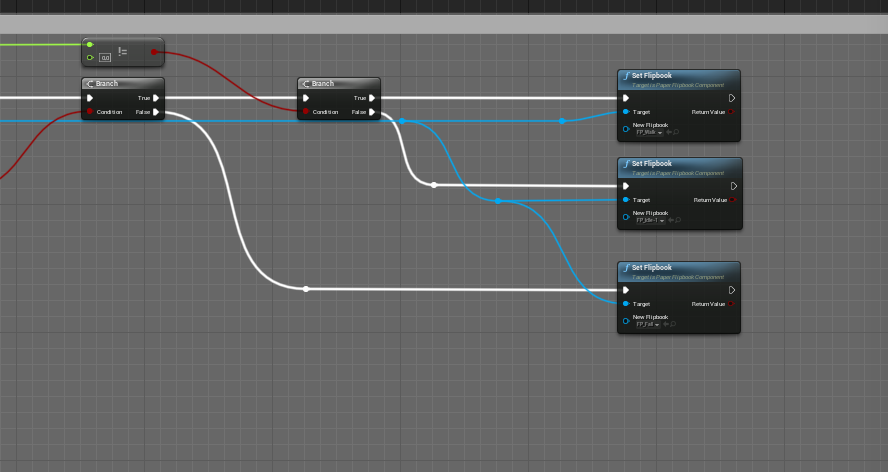 !=
0.0
Branch
True
Condition
False
Branch
True
Condition
False
Set Flipbook
Target is Paper Flipbook Component
Target
Return Value
New Flipbook
FP_Walk
Set Flipbook
Target is Paper Flipbook Component
Target
Return Value
New Flipbook
FP_Idle-1
Set Flipbook
Target is Paper Flipbook Component
Target
Return Value
New Flipbook
FP_Fall